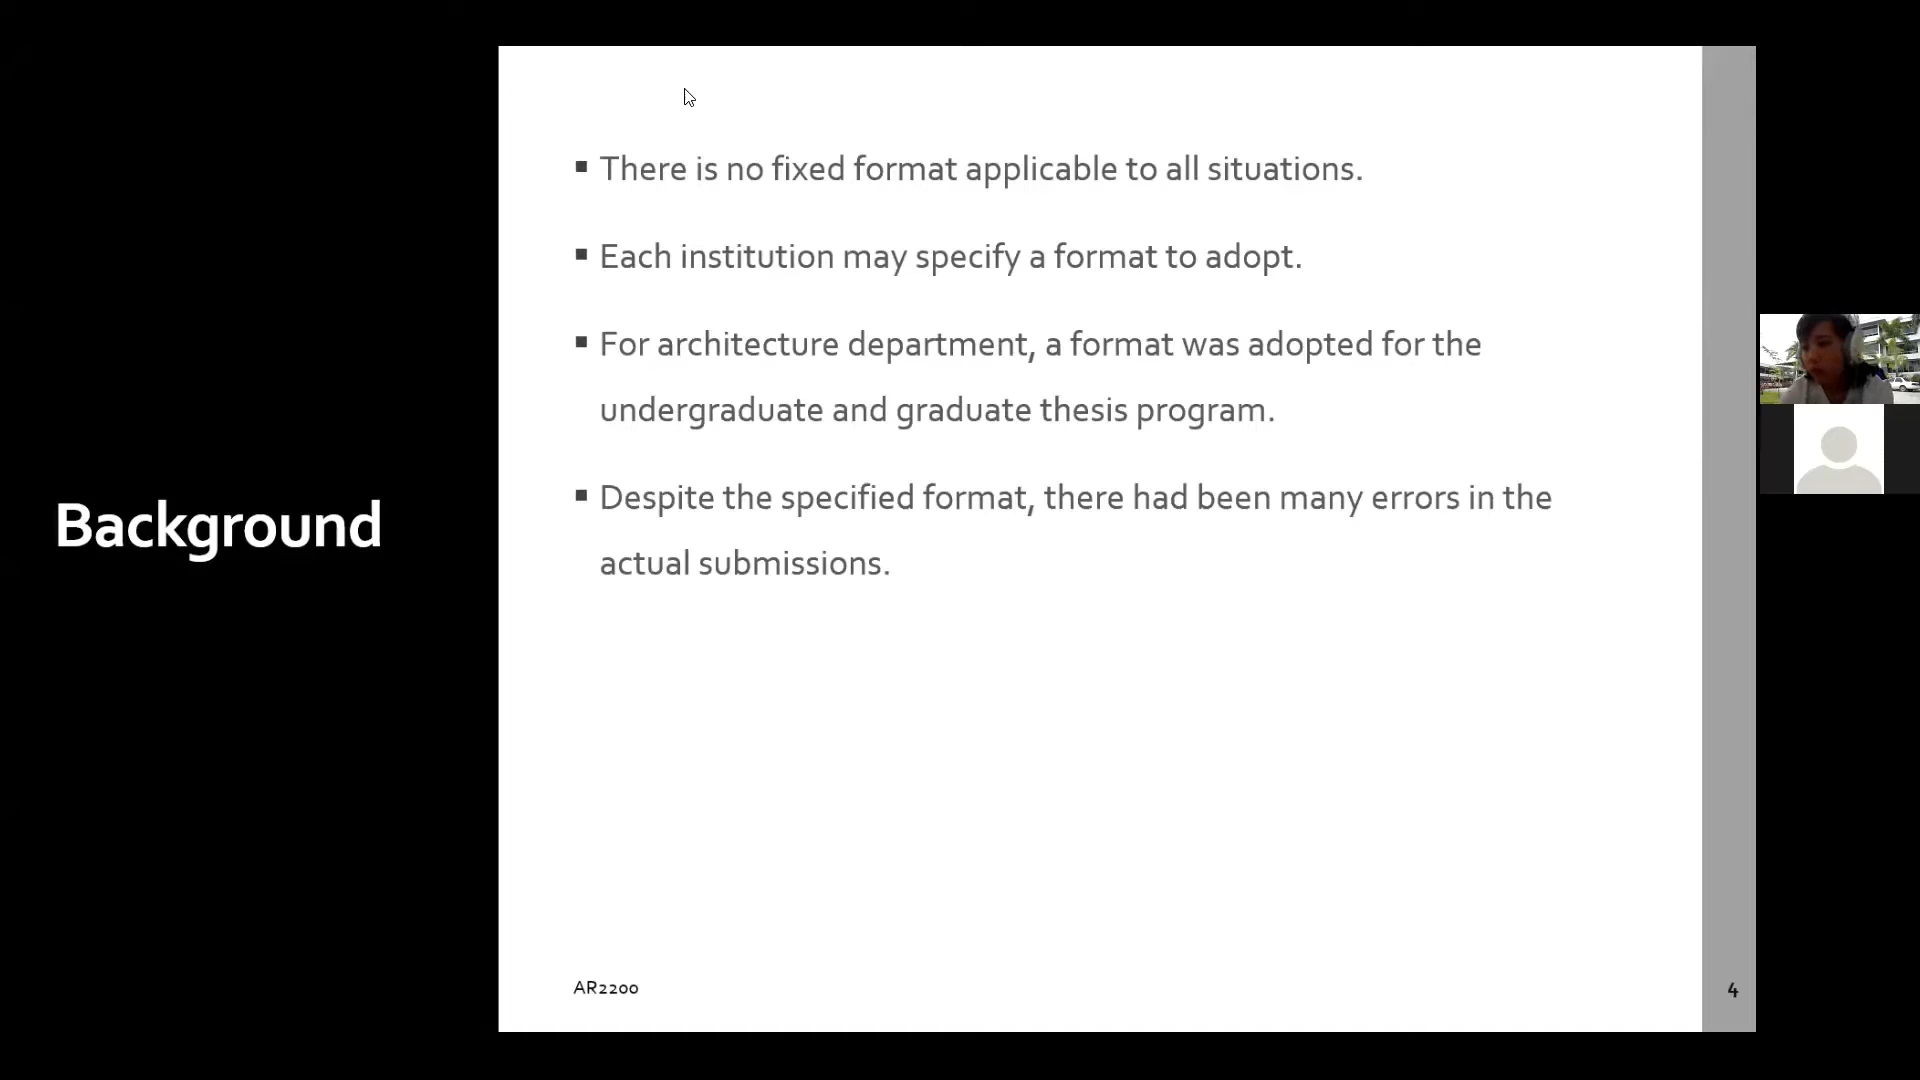 Background
There is no fixed format applicable to all situations.
Each institution may specify a format to adopt.
For architecture department, a format was adopted for the
undergraduate and graduate thesis program.
Despite the specified format, there had been many errors in the
actual submissions.
AR2200
4